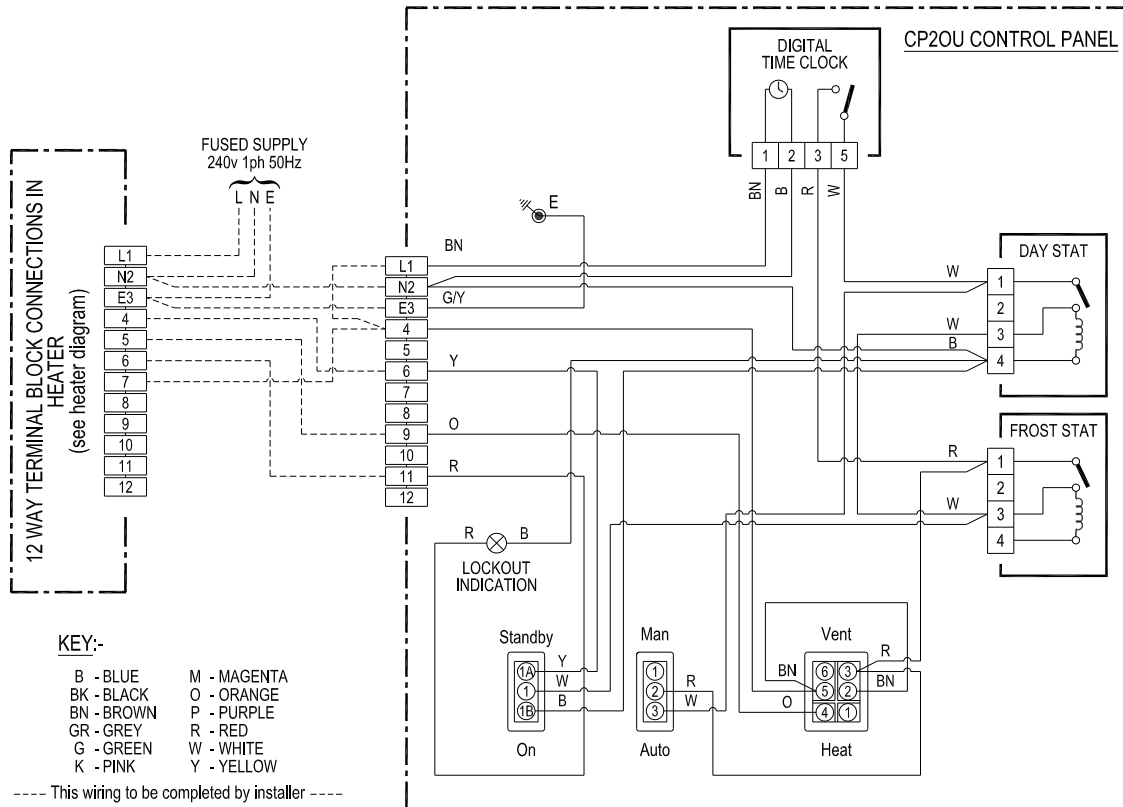 CP2OU CONTROL PANEL
DIGITAL
TIME CLOCK
1 2 3 5
BN B R W
FUSED SUPPLY
240v 1ph 50Hz
L N E
12 WAY TERMINAL BLOCK CONNECTIONS IN
HEATER
(see heater diagram)
L1
N2
E3
4
5
6
7
8
9
10
11
12
E
BN
G/Y
Y
O
R
L1
N2
E3
4
5
6
7
8
9
10
11
12
DAY STAT
W
W
B
1
2
3
4
FROST STAT
R
W
1
2
3
4
R B
LOCKOUT
INDICATION
Standby
1A Y
1 W
1B B
On
Man
1
2 R
3 W
Auto
Vent
R
BN 6 3
5 2 BN
O 4 1
Heat
KEY:-
B - BLUE M - MAGENTA
BK - BLACK O - ORANGE
BN - BROWN P - PURPLE
GR - GREY R - RED
G - GREEN W - WHITE
K - PINK Y - YELLOW
---- This wiring to be completed by installer ----